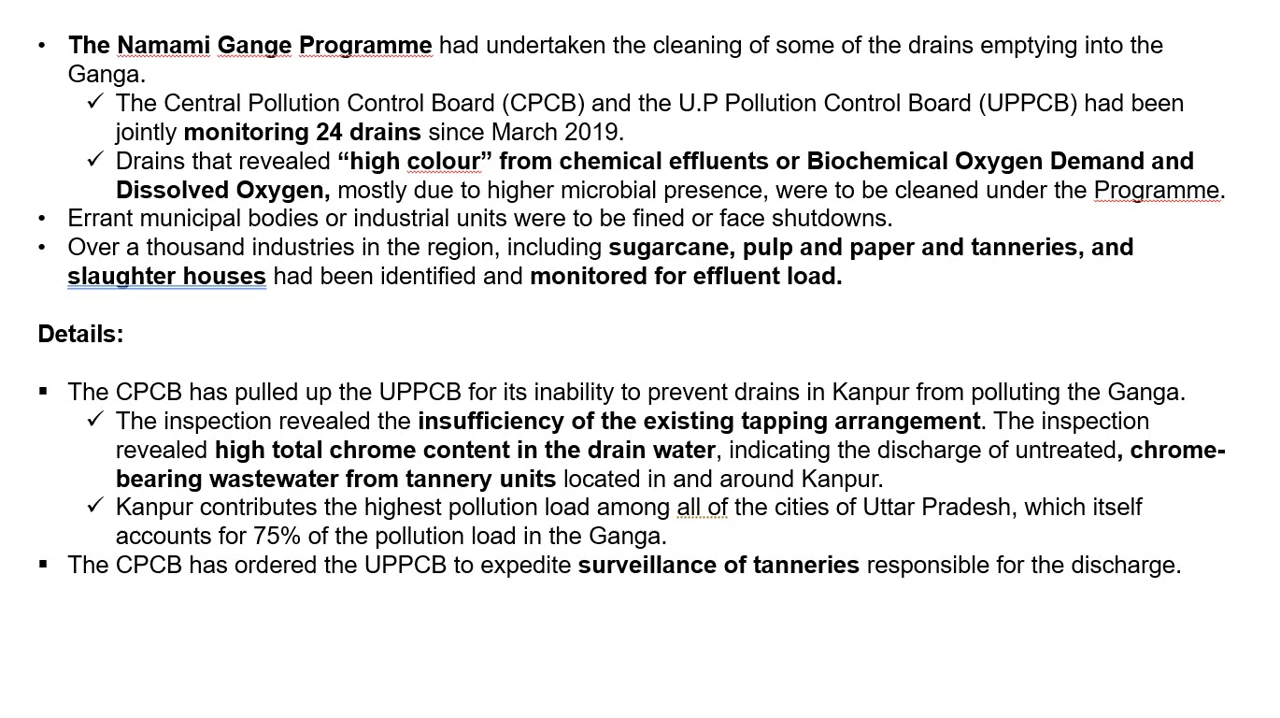 • The Namami Gange Programme had undertaken the cleaning of some of the drains emptying into the
Ganga.
✓ The Central Pollution Control Board (CPCB) and the U.P Pollution Control Board (UPPCB) had been
jointly monitoring 24 drains since March 2019.
✓ Drains that revealed “high colour” from chemical effluents or Biochemical Oxygen Demand and
Dissolved Oxygen, mostly due to higher microbial presence, were to be cleaned under the Programme.
• Errant municipal bodies or industrial units were to be fined or face shutdowns.
• Over a thousand industries in the region, including sugarcane, pulp and paper and tanneries, and
slaughter houses had been identified and monitored for effluent load.
Details:
▪ The CPCB has pulled up the UPPCB for its inability to prevent drains in Kanpur from polluting the Ganga.
✓ The inspection revealed the insufficiency of the existing tapping arrangement. The inspection
revealed high total chrome content in the drain water, indicating the discharge of untreated, chrome-
bearing wastewater from tannery units located in and around Kanpur.
✓ Kanpur contributes the highest pollution load among all of the cities of Uttar Pradesh, which itself
accounts for 75% of the pollution load in the Ganga.
▪ The CPCB has ordered the UPPCB to expedite surveillance of tanneries responsible for the discharge.